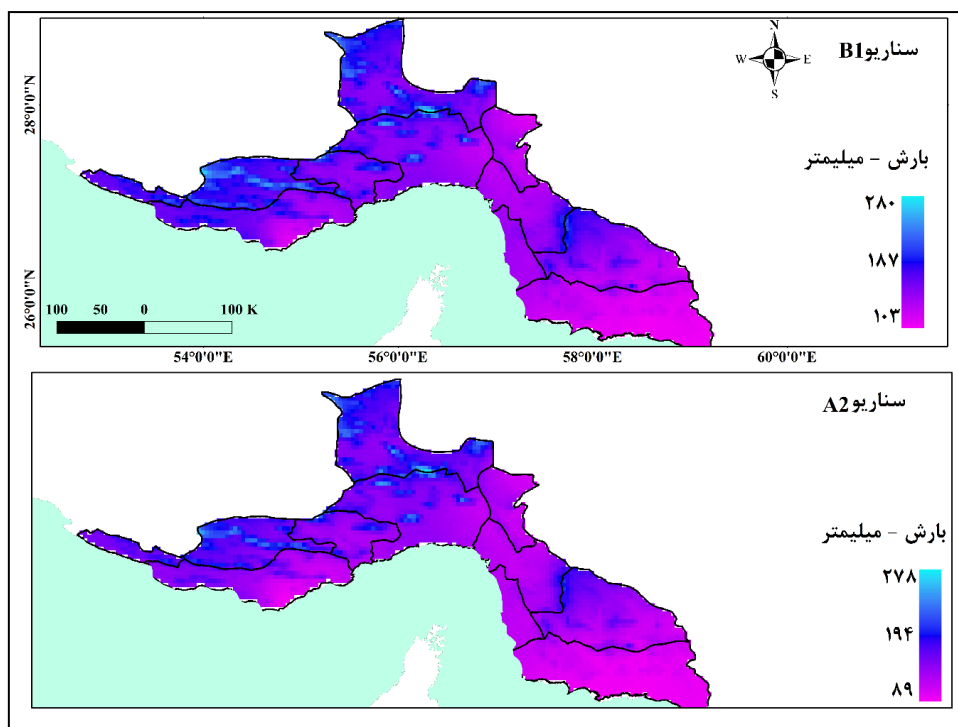 سناریوB1
N
W E
S
28°0'0"N
بارش - میلیمتر
۲۸۰
۱۸۷
۱۰۳
26°0'0"N
100 50 0 100 K
54°0'0"E 56°0'0"E 58°0'0"E 60°0'0"E
سناریوA2
بارش - میلیمتر
۲۷۸
۱۹۴
۸۹